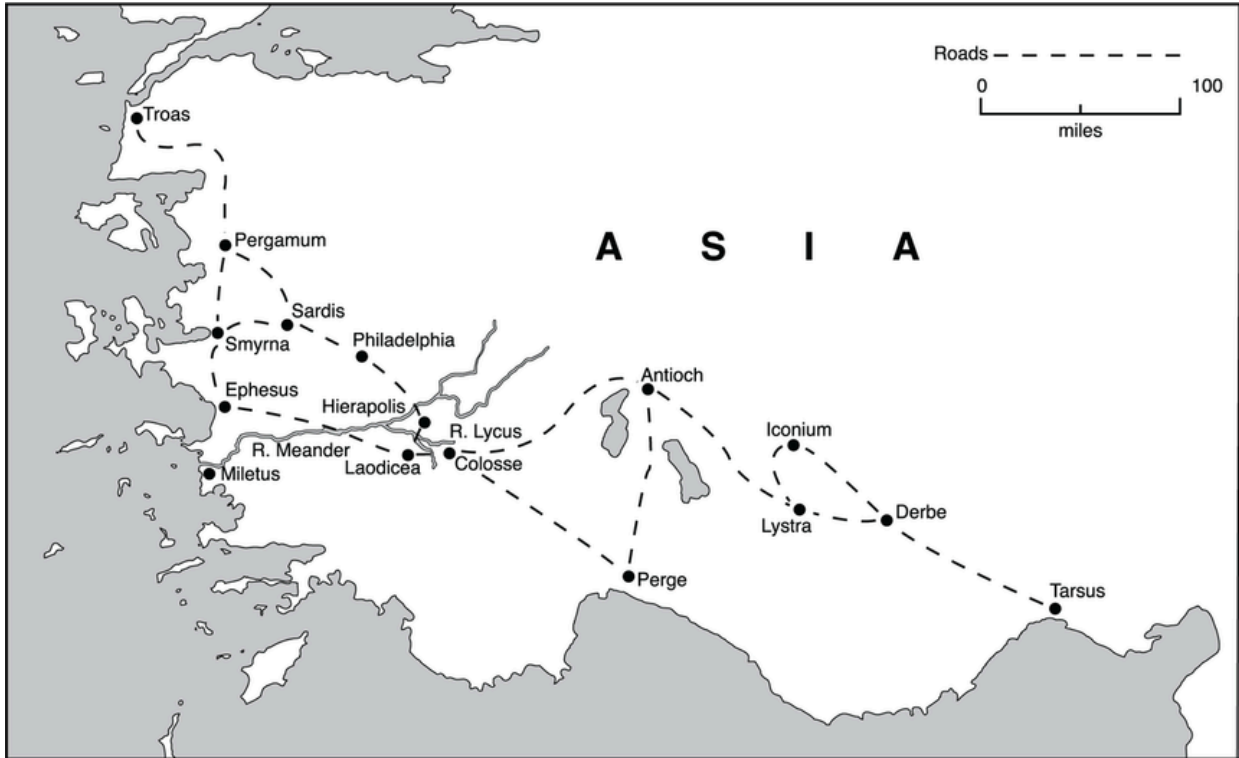 Roads
0 100
miles
Troas
A S I A
Pergamum
Sardis
Smyrna
Philadelphia
Antioch
Ephesus
Hierapolis
Iconium
R. Lycus
R. Meander
Laodicea
Colosse
Miletus
Lystra
Derbe
Perge
Tarsus